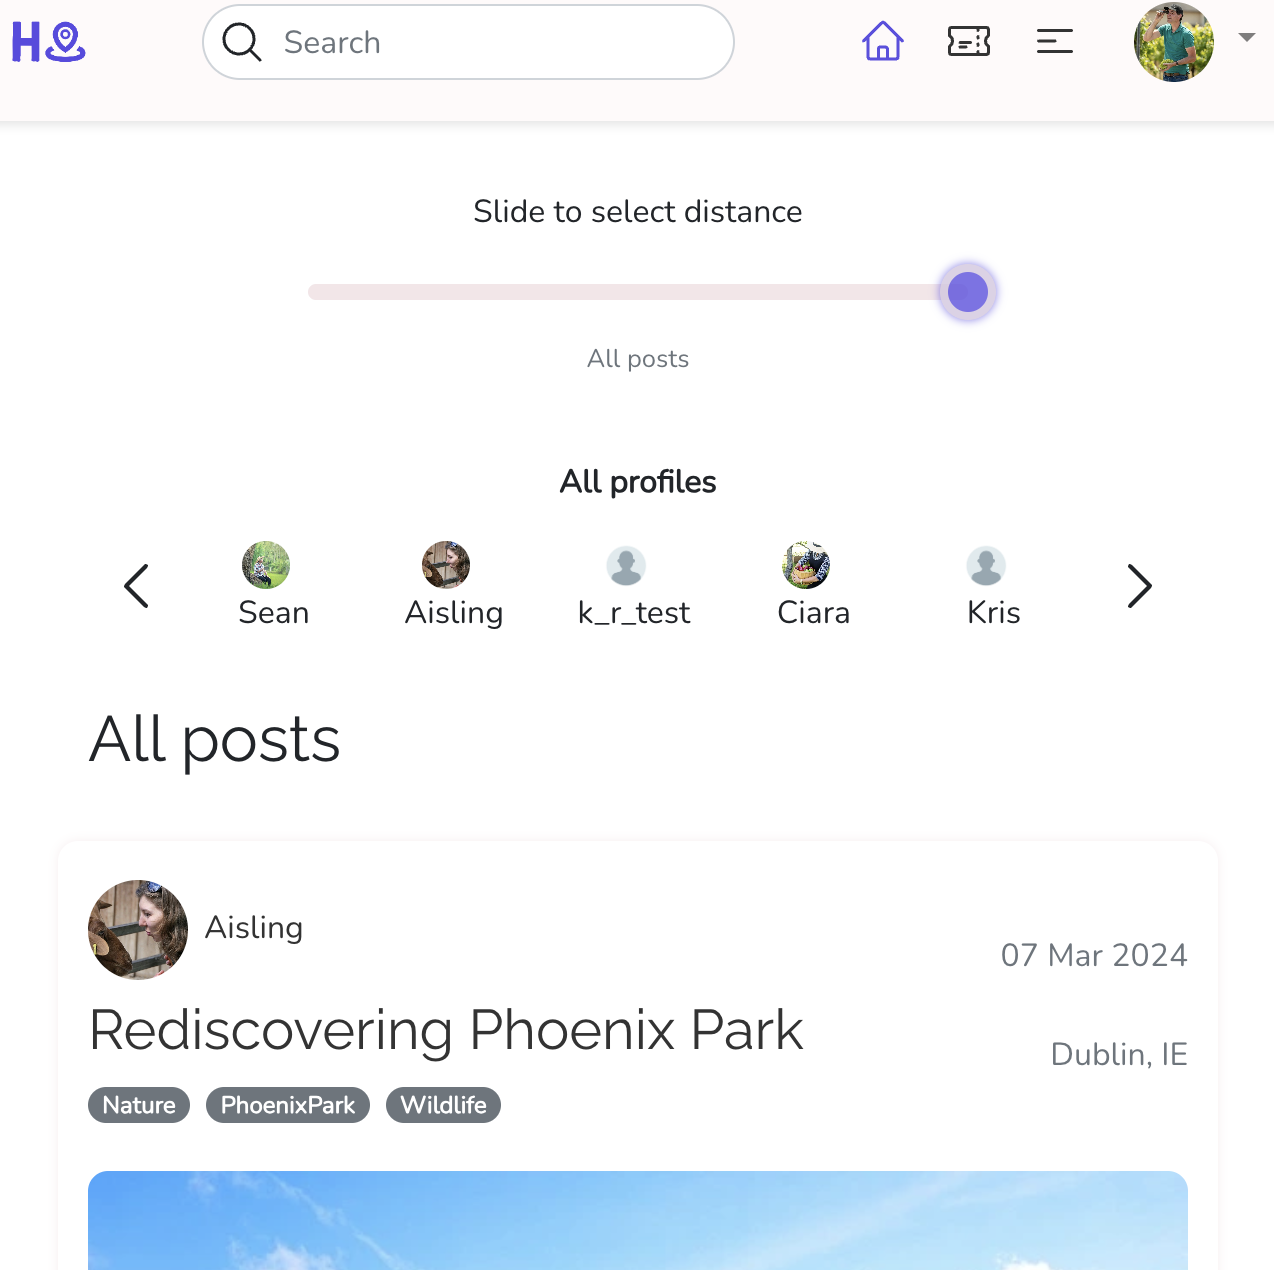 H
Search
Slide to select distance
All posts
All profiles
Sean Aisling k_r_test Ciara Kris
All posts
Aisling
07 Mar 2024
Rediscovering Phoenix Park
Dublin, IE
Nature PhoenixPark Wildlife